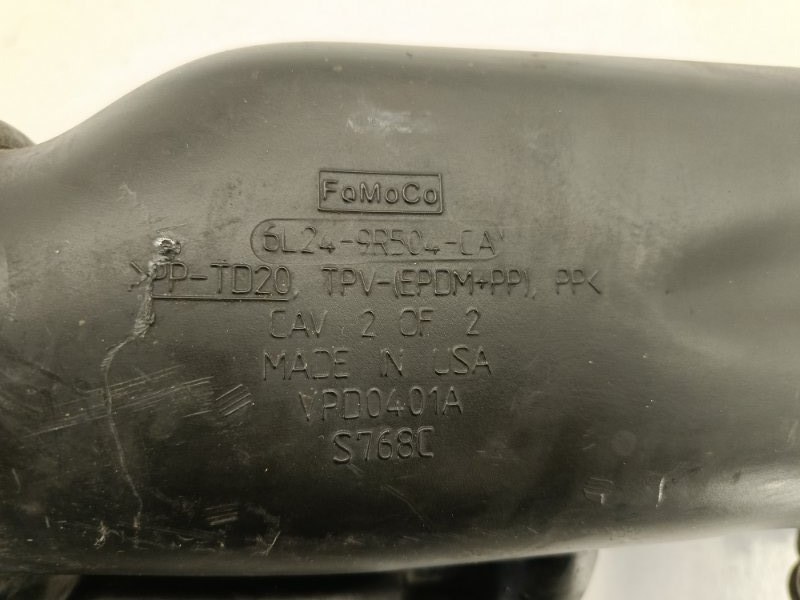 FoMoCo
6L24-9R504-CA
>PP-TD20, TPV-(EPDM+PP), PP<
CAV 2 OF 2
MADE IN USA
VPD0401A
S768C